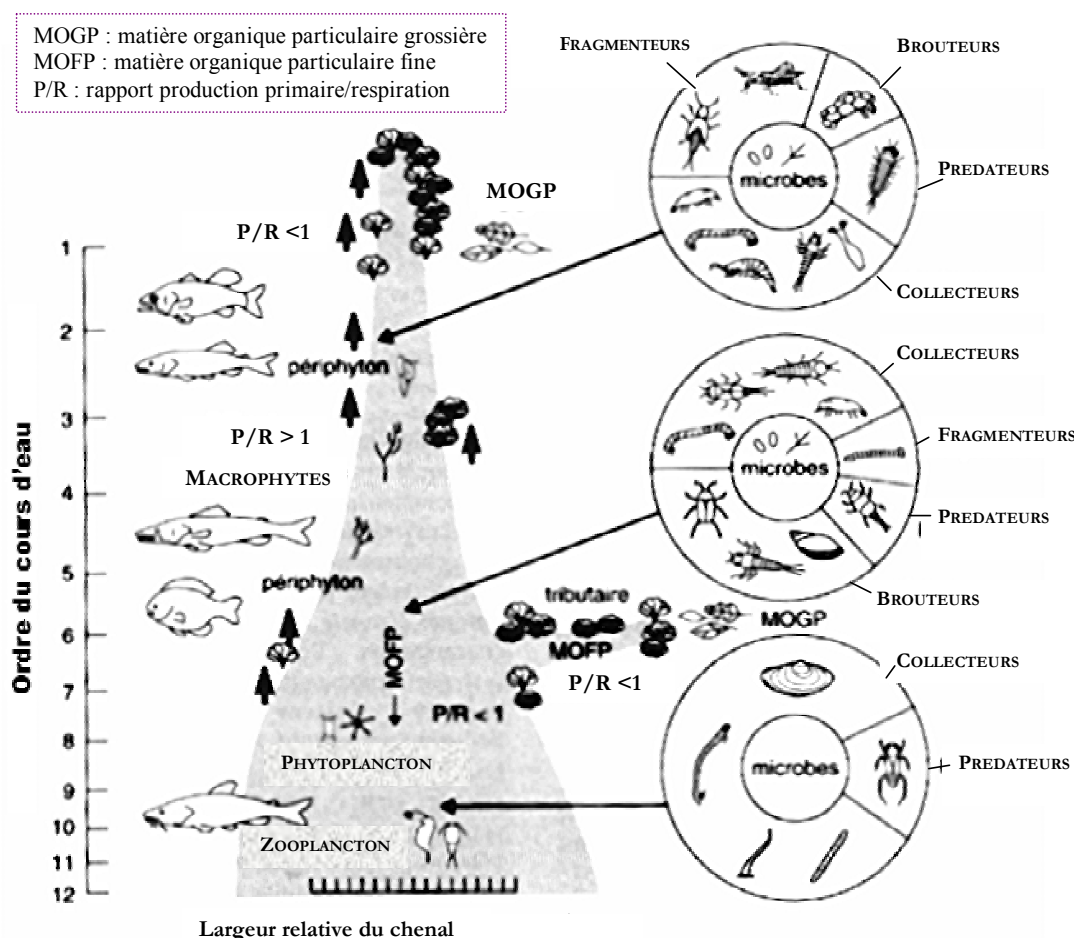 MOGP : matière organique particulaire grossière
MOFP : matière organique particulaire fine
P/R : rapport production primaire/respiration
FRAGMENTEURS
BROUTEURS
microbes
PREDATEURS
COLLECTEURS
MOGP
P/R <1
1
2
périphyton
3
P/R > 1
MACROPHYTES
4
5
périphyton
6
7
8
9
10
11
12
Ordre du cours d'eau
COLLECTEURS
FRAGMENTEURS
microbes
PREDATEURS
BROUTEURS
tributaire
MOGP
MOFP
P/R <1
MOFP
P/R < 1
PHYTOPLANCTON
ZOOPLANCTON
COLLECTEURS
microbes
PREDATEURS
Largeur relative du chenal